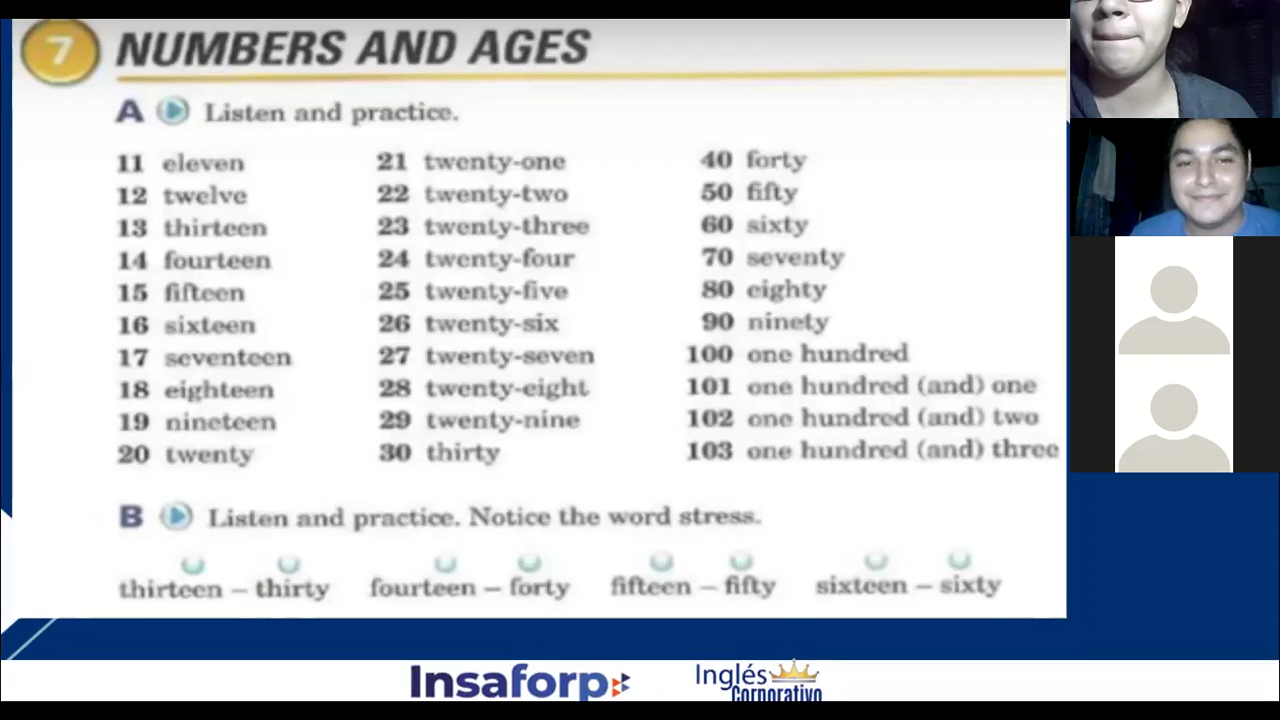 7 NUMBERS AND AGES
A Listen and practice.
11 eleven 21 twenty-one 40 forty
12 twelve 22 twenty-two 50 fifty
13 thirteen 23 twenty-three 60 sixty
14 fourteen 24 twenty-four 70 seventy
15 fifteen 25 twenty-five 80 eighty
16 sixteen 26 twenty-six 90 ninety
17 seventeen 27 twenty-seven 100 one hundred
18 eighteen 28 twenty-eight 101 one hundred (and) one
19 nineteen 29 twenty-nine 102 one hundred (and) two
20 twenty 30 thirty 103 one hundred (and) three
B Listen and practice. Notice the word stress.
thirteen – thirty fourteen – forty fifteen – fifty sixteen – sixty
Insaforp Inglés
Corporativo